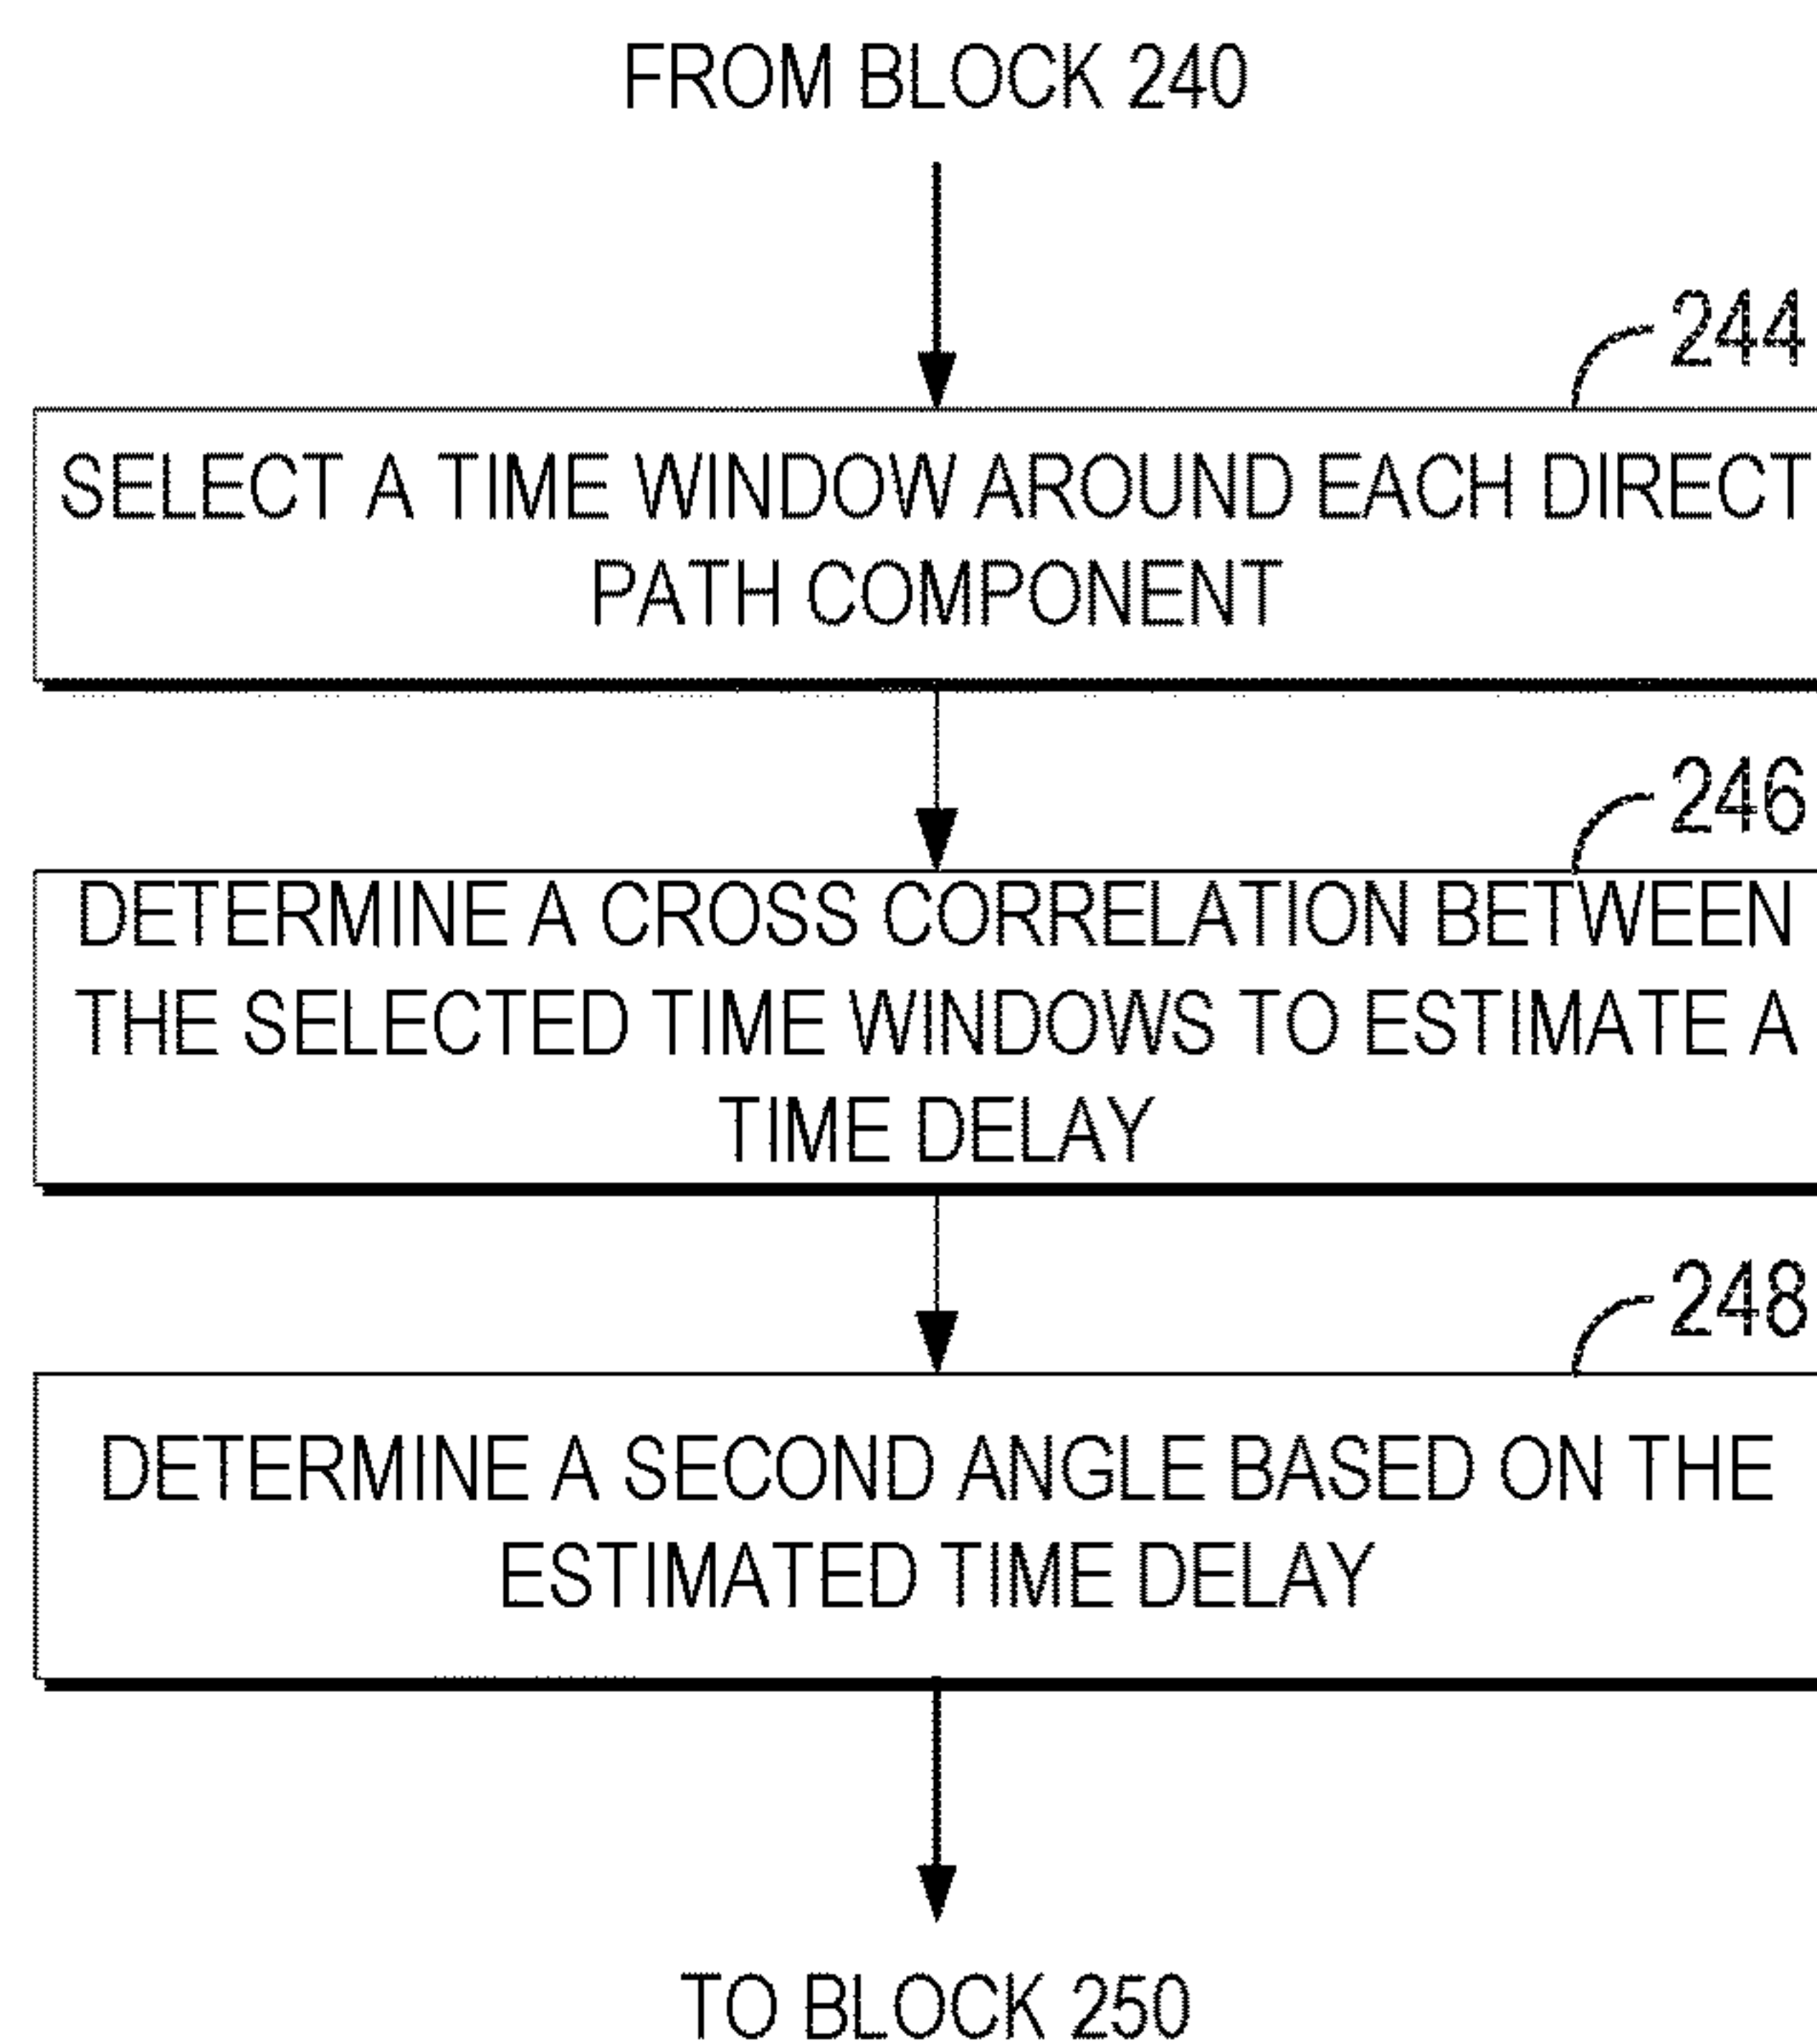 FROM BLOCK 240
244
SELECT A TIME WINDOW AROUND EACH DIRECT
PATH COMPONENT
246
DETERMINE A CROSS CORRELATION BETWEEN
THE SELECTED TIME WINDOWS TO ESTIMATE A
TIME DELAY
248
DETERMINE A SECOND ANGLE BASED ON THE
ESTIMATED TIME DELAY
TO BLOCK 250